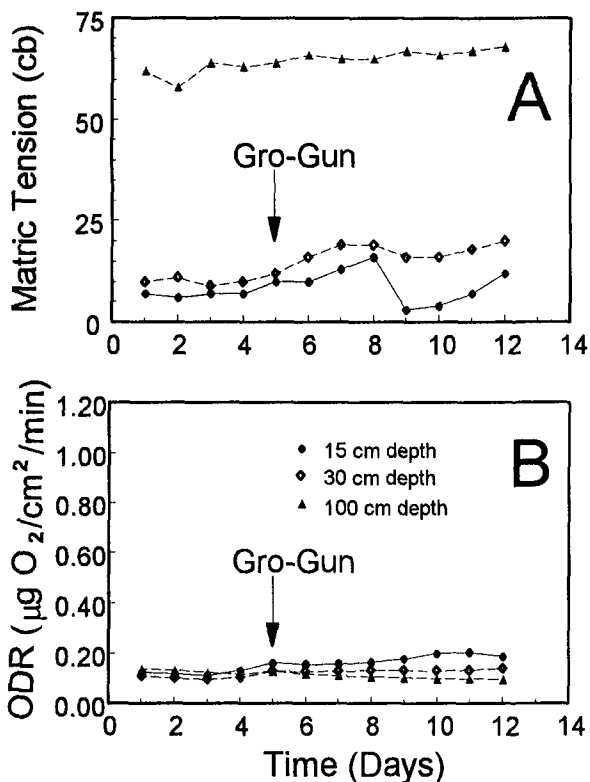 75
50
25
0
Matric Tension (cb)
A
Gro-Gun
0 2 4 6 8 10 12 14
1.20
1.00
0.80
0.60
0.40
0.20
0.00
ODR (µg O₂/cm²/min)
B
15 cm depth
30 cm depth
100 cm depth
Gro-Gun
0 2 4 6 8 10 12 14
Time (Days)